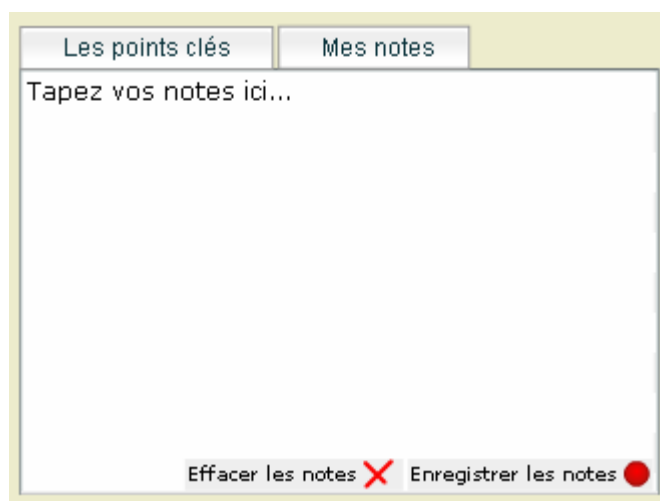 Les points clés Mes notes
Tapez vos notes ici...
Effacer les notes Enregistrer les notes